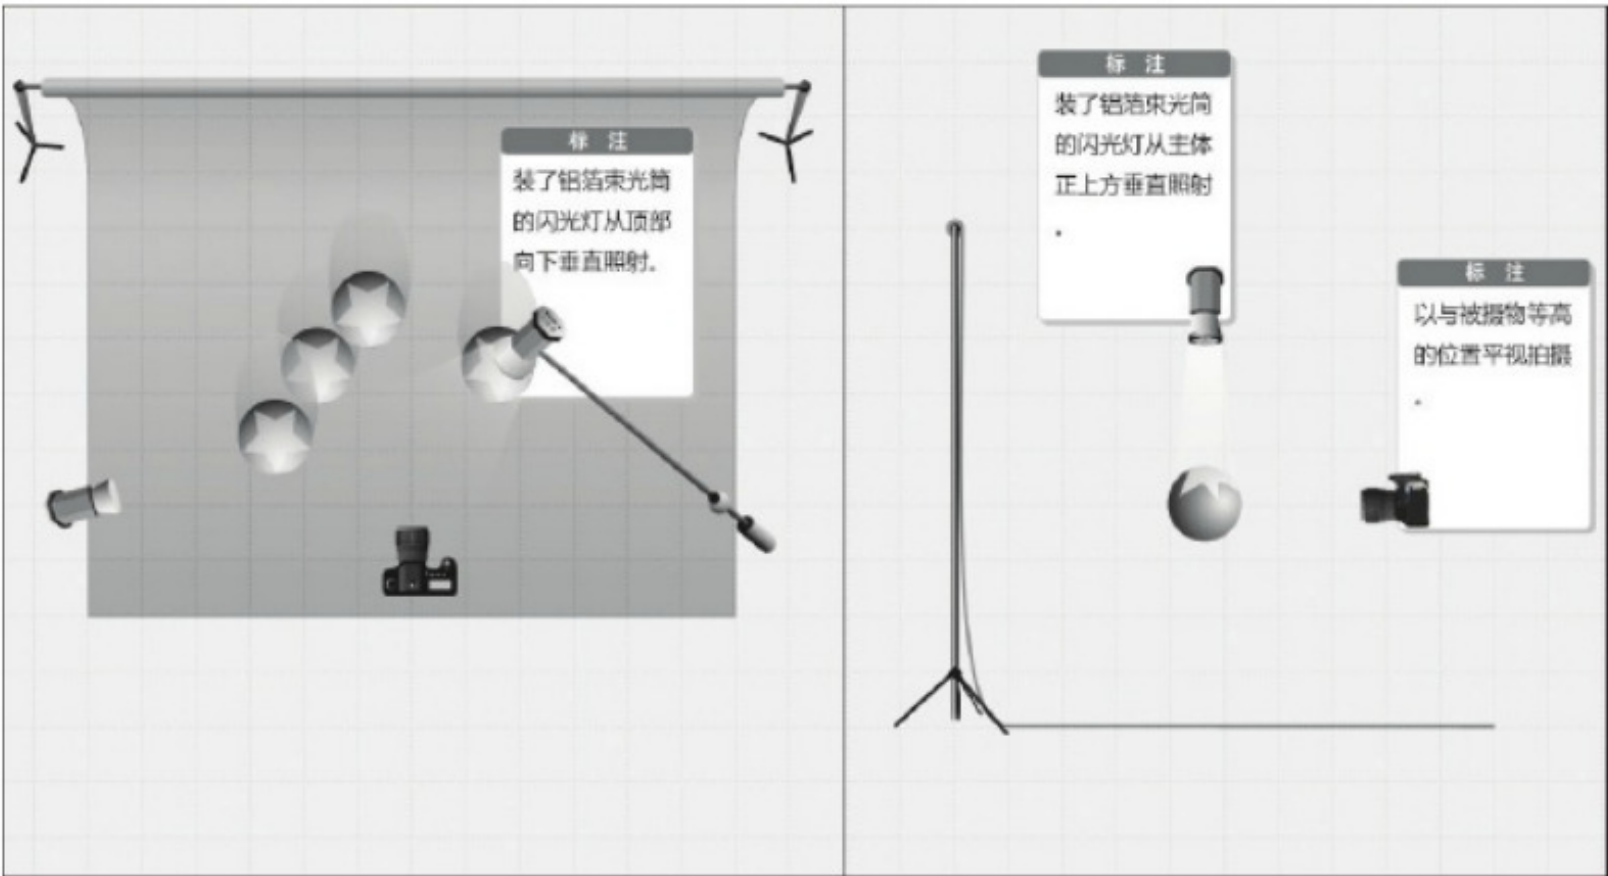 标 注
装了铝箔束光筒
的闪光灯从顶部
向下垂直照射。
标 注
装了铝箔束光筒
的闪光灯从主体
正上方垂直照射
.
标 注
以与被摄物等高
的位置平视拍摄
.